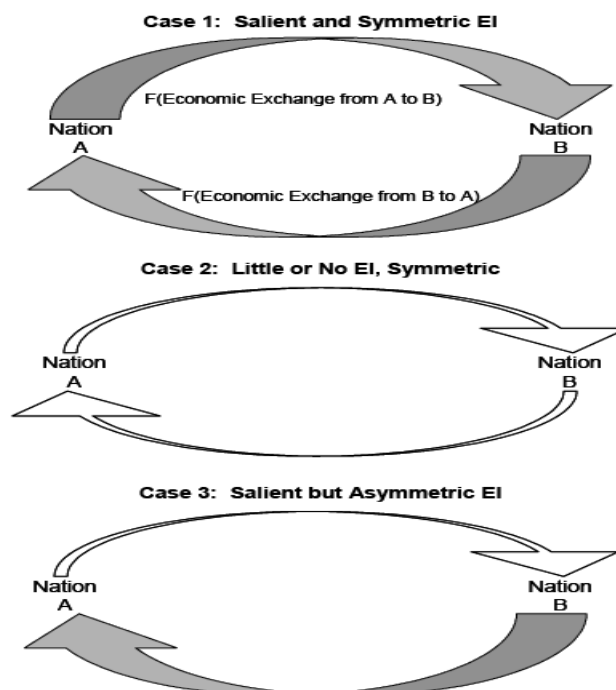 Case 1: Salient and Symmetric EI
F(Economic Exchange from A to B)
Nation
A
Nation
B
F(Economic Exchange from B to A)
Case 2: Little or No EI, Symmetric
Nation
A
Nation
B
Case 3: Salient but Asymmetric EI
Nation
A
Nation
B